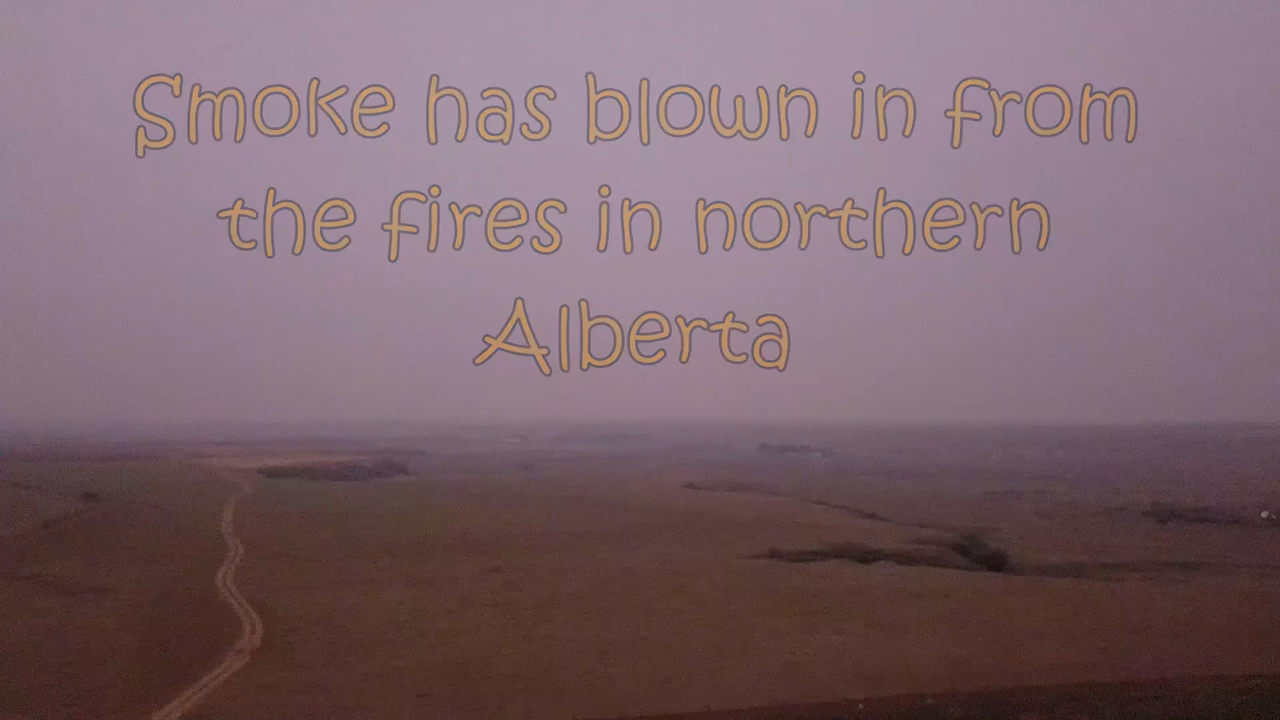 Smoke has blown in from
the fires in northern
Alberta